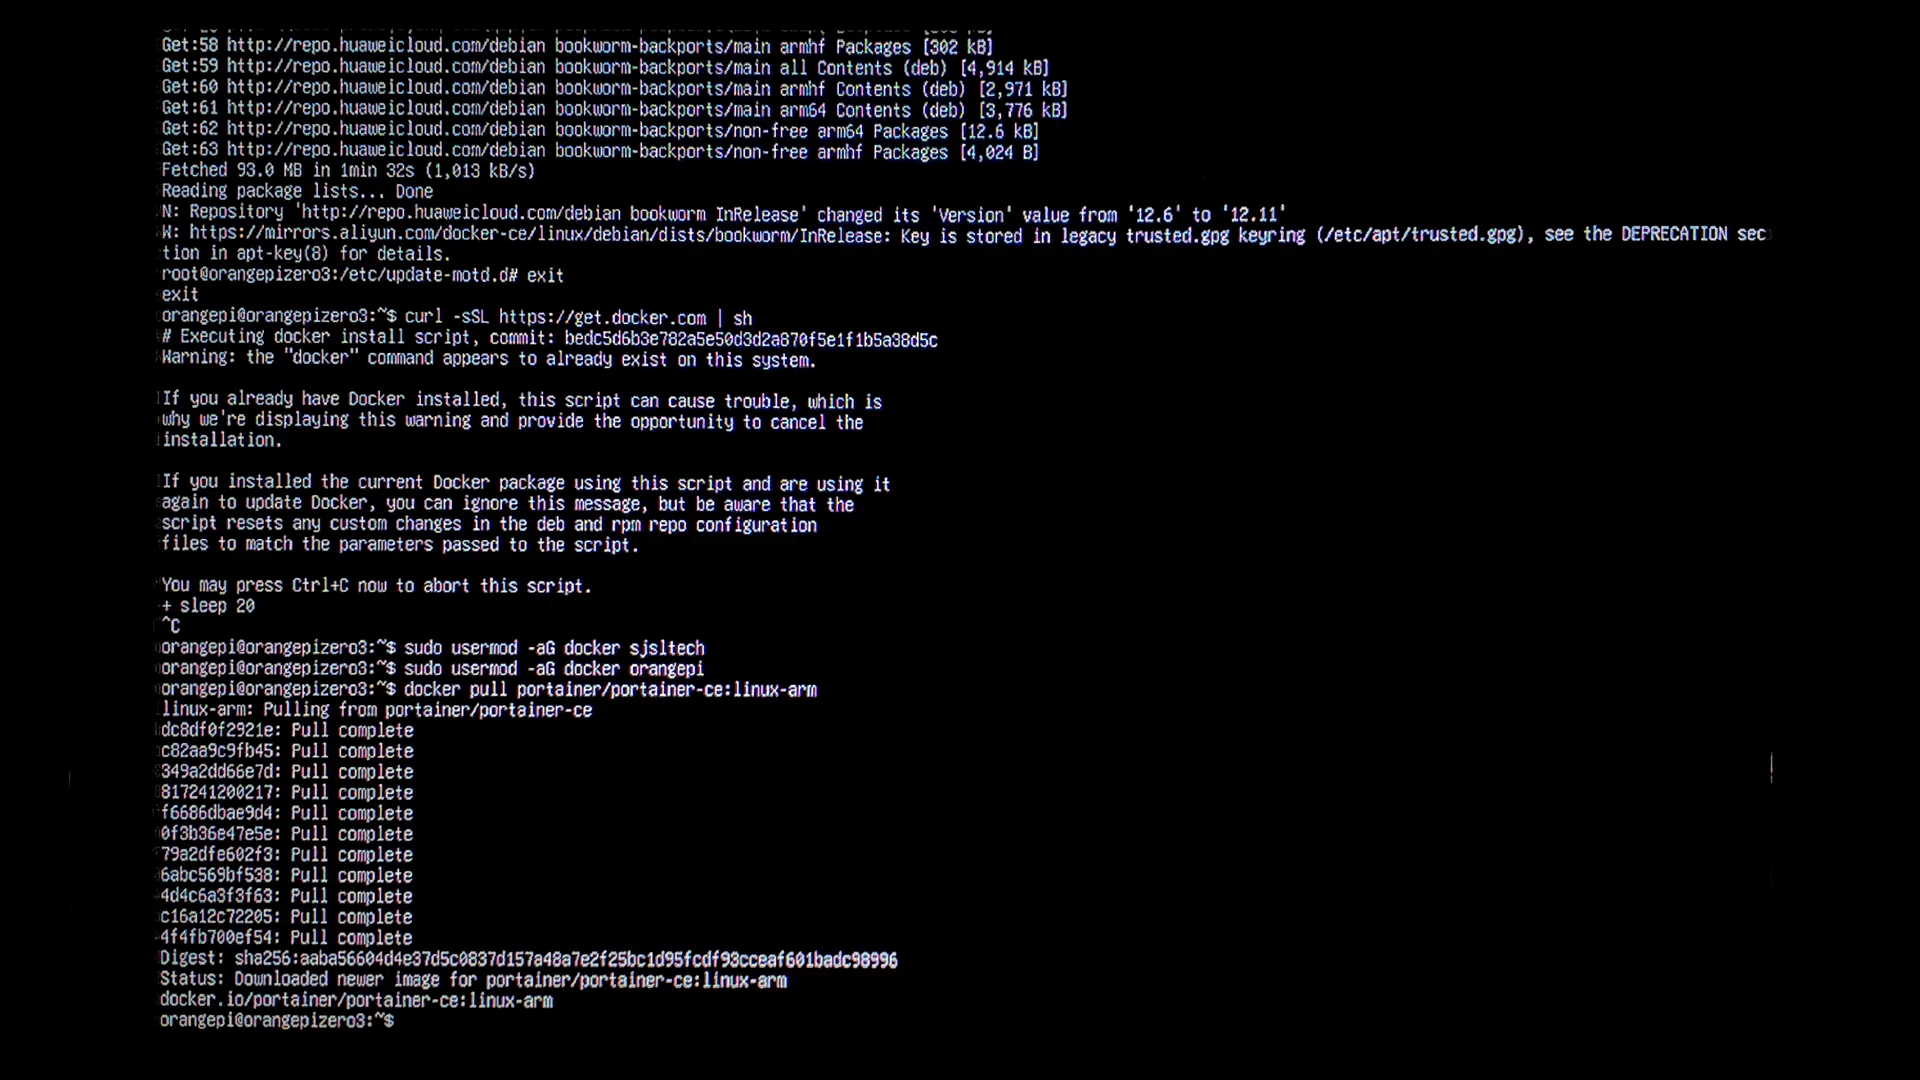 Get:58 http://repo.huaweicloud.com/debian bookworm-backports/main armhf Packages [302 kB]
Get:59 http://repo.huaweicloud.com/debian bookworm-backports/main all Contents (deb) [4,914 kB]
Get:60 http://repo.huaweicloud.com/debian bookworm-backports/main armhf Contents (deb) [2,971 kB]
Get:61 http://repo.huaweicloud.com/debian bookworm-backports/main arm64 Contents (deb) [3,776 kB]
Get:62 http://repo.huaweicloud.com/debian bookworm-backports/non-free arm64 Packages [12.6 kB]
Get:63 http://repo.huaweicloud.com/debian bookworm-backports/non-free armhf Packages [4,024 B]
Fetched 93.0 MB in 1min 32s (1,013 kB/s)
Reading package lists... Done
N: Repository 'http://repo.huaweicloud.com/debian bookworm InRelease' changed its 'Version' value from '12.6' to '12.11'
W: https://mirrors.aliyun.com/docker-ce/linux/debian/dists/bookworm/InRelease: Key is stored in legacy trusted.gpg keyring (/etc/apt/trusted.gpg), see the DEPRECATION sec
tion in apt-key(8) for details.
root@orangepizero3:/etc/update-motd.d# exit
exit
orangepi@orangepizero3:~$ curl -sSL https://get.docker.com | sh
# Executing docker install script, commit: bedc5d6b3e782a5e50d3d2a870f5e1f1b5a38d5c
Warning: the "docker" command appears to already exist on this system.
If you already have Docker installed, this script can cause trouble, which is
why we're displaying this warning and provide the opportunity to cancel the
installation.
If you installed the current Docker package using this script and are using it
again to update Docker, you can ignore this message, but be aware that the
script resets any custom changes in the deb and rpm repo configuration
files to match the parameters passed to the script.
You may press Ctrl+C now to abort this script.
+ sleep 20
^C
orangepi@orangepizero3:~$ sudo usermod -aG docker sjsltech
orangepi@orangepizero3:~$ sudo usermod -aG docker orangepi
orangepi@orangepizero3:~$ docker pull portainer/portainer-ce:linux-arm
linux-arm: Pulling from portainer/portainer-ce
dc8df0f2921e: Pull complete
c82aa9c9fb45: Pull complete
349a2dd66e7d: Pull complete
817241200217: Pull complete
f6686dbae9d4: Pull complete
0f3b36e47e5e: Pull complete
79a2dfe602f3: Pull complete
6abc569bf538: Pull complete
4d4c6a3f3f63: Pull complete
c16a12c72205: Pull complete
4f4fb700ef54: Pull complete
Digest: sha256:aaba56604d4e37d5c0837d157a48a7e2f25bc1d95fcdf93cceaf601badc98996
Status: Downloaded newer image for portainer/portainer-ce:linux-arm
docker.io/portainer/portainer-ce:linux-arm
orangepi@orangepizero3:~$